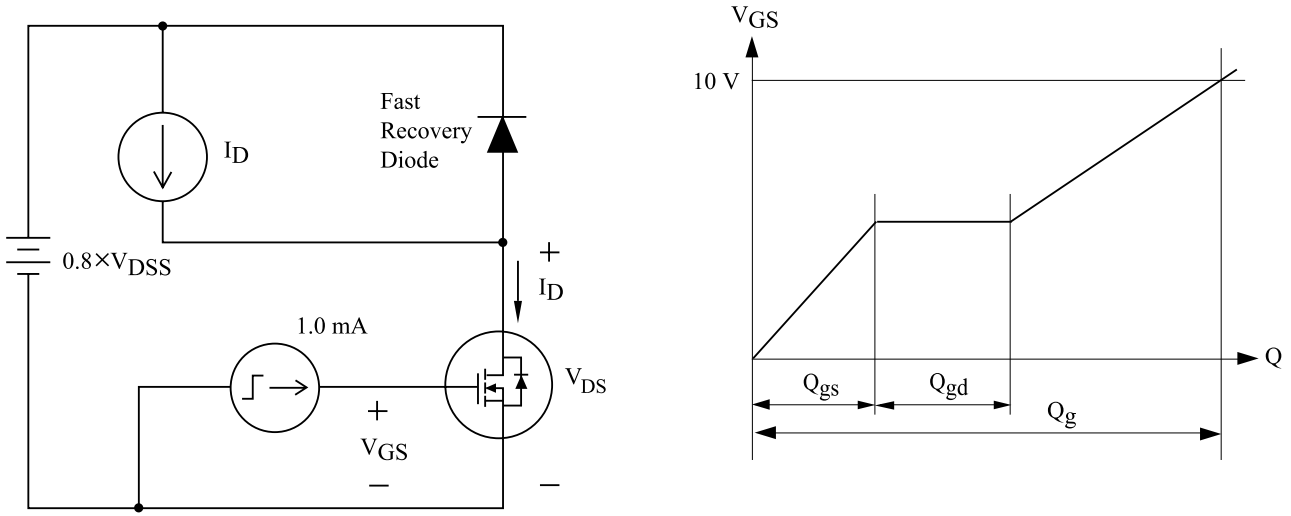 Fast
Recovery
Diode
I_D
0.8×V_DSS
+
I_D
1.0 mA
V_DS
+
V_GS
−
−
V_GS
10 V
Q
Q_gs
Q_gd
Q_g